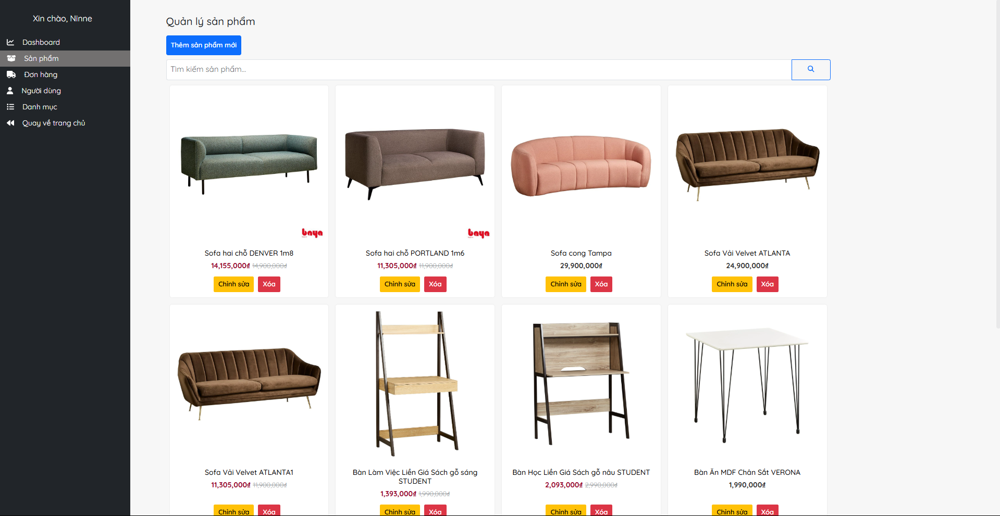 Xin chào, Ninne
Dashboard
Sản phẩm
Đơn hàng
Người dùng
Danh mục
Quay về trang chủ
Quản lý sản phẩm
Thêm sản phẩm mới
Tìm kiếm sản phẩm...
baya
baya
Sofa hai chỗ DENVER 1m8
14,155,000₫ 14,900,000₫
Chỉnh sửa Xóa
Sofa hai chỗ PORTLAND 1m6
11,305,000₫ 11,900,000₫
Chỉnh sửa Xóa
Sofa cong Tampa
29,900,000₫
Chỉnh sửa Xóa
Sofa Vải Velvet ATLANTA
24,900,000₫
Chỉnh sửa Xóa
Sofa Vải Velvet ATLANTA1
11,305,000₫ 11,900,000₫
Chỉnh sửa Xóa
Bàn Làm Việc Liền Giá Sách gỗ sáng
STUDENT
1,393,000₫ 1,990,000₫
Chỉnh sửa Xóa
Bàn Học Liền Giá Sách gỗ nâu STUDENT
2,093,000₫ 2,990,000₫
Chỉnh sửa Xóa
Bàn Ăn MDF Chân Sắt VERONA
1,990,000₫
Chỉnh sửa Xóa